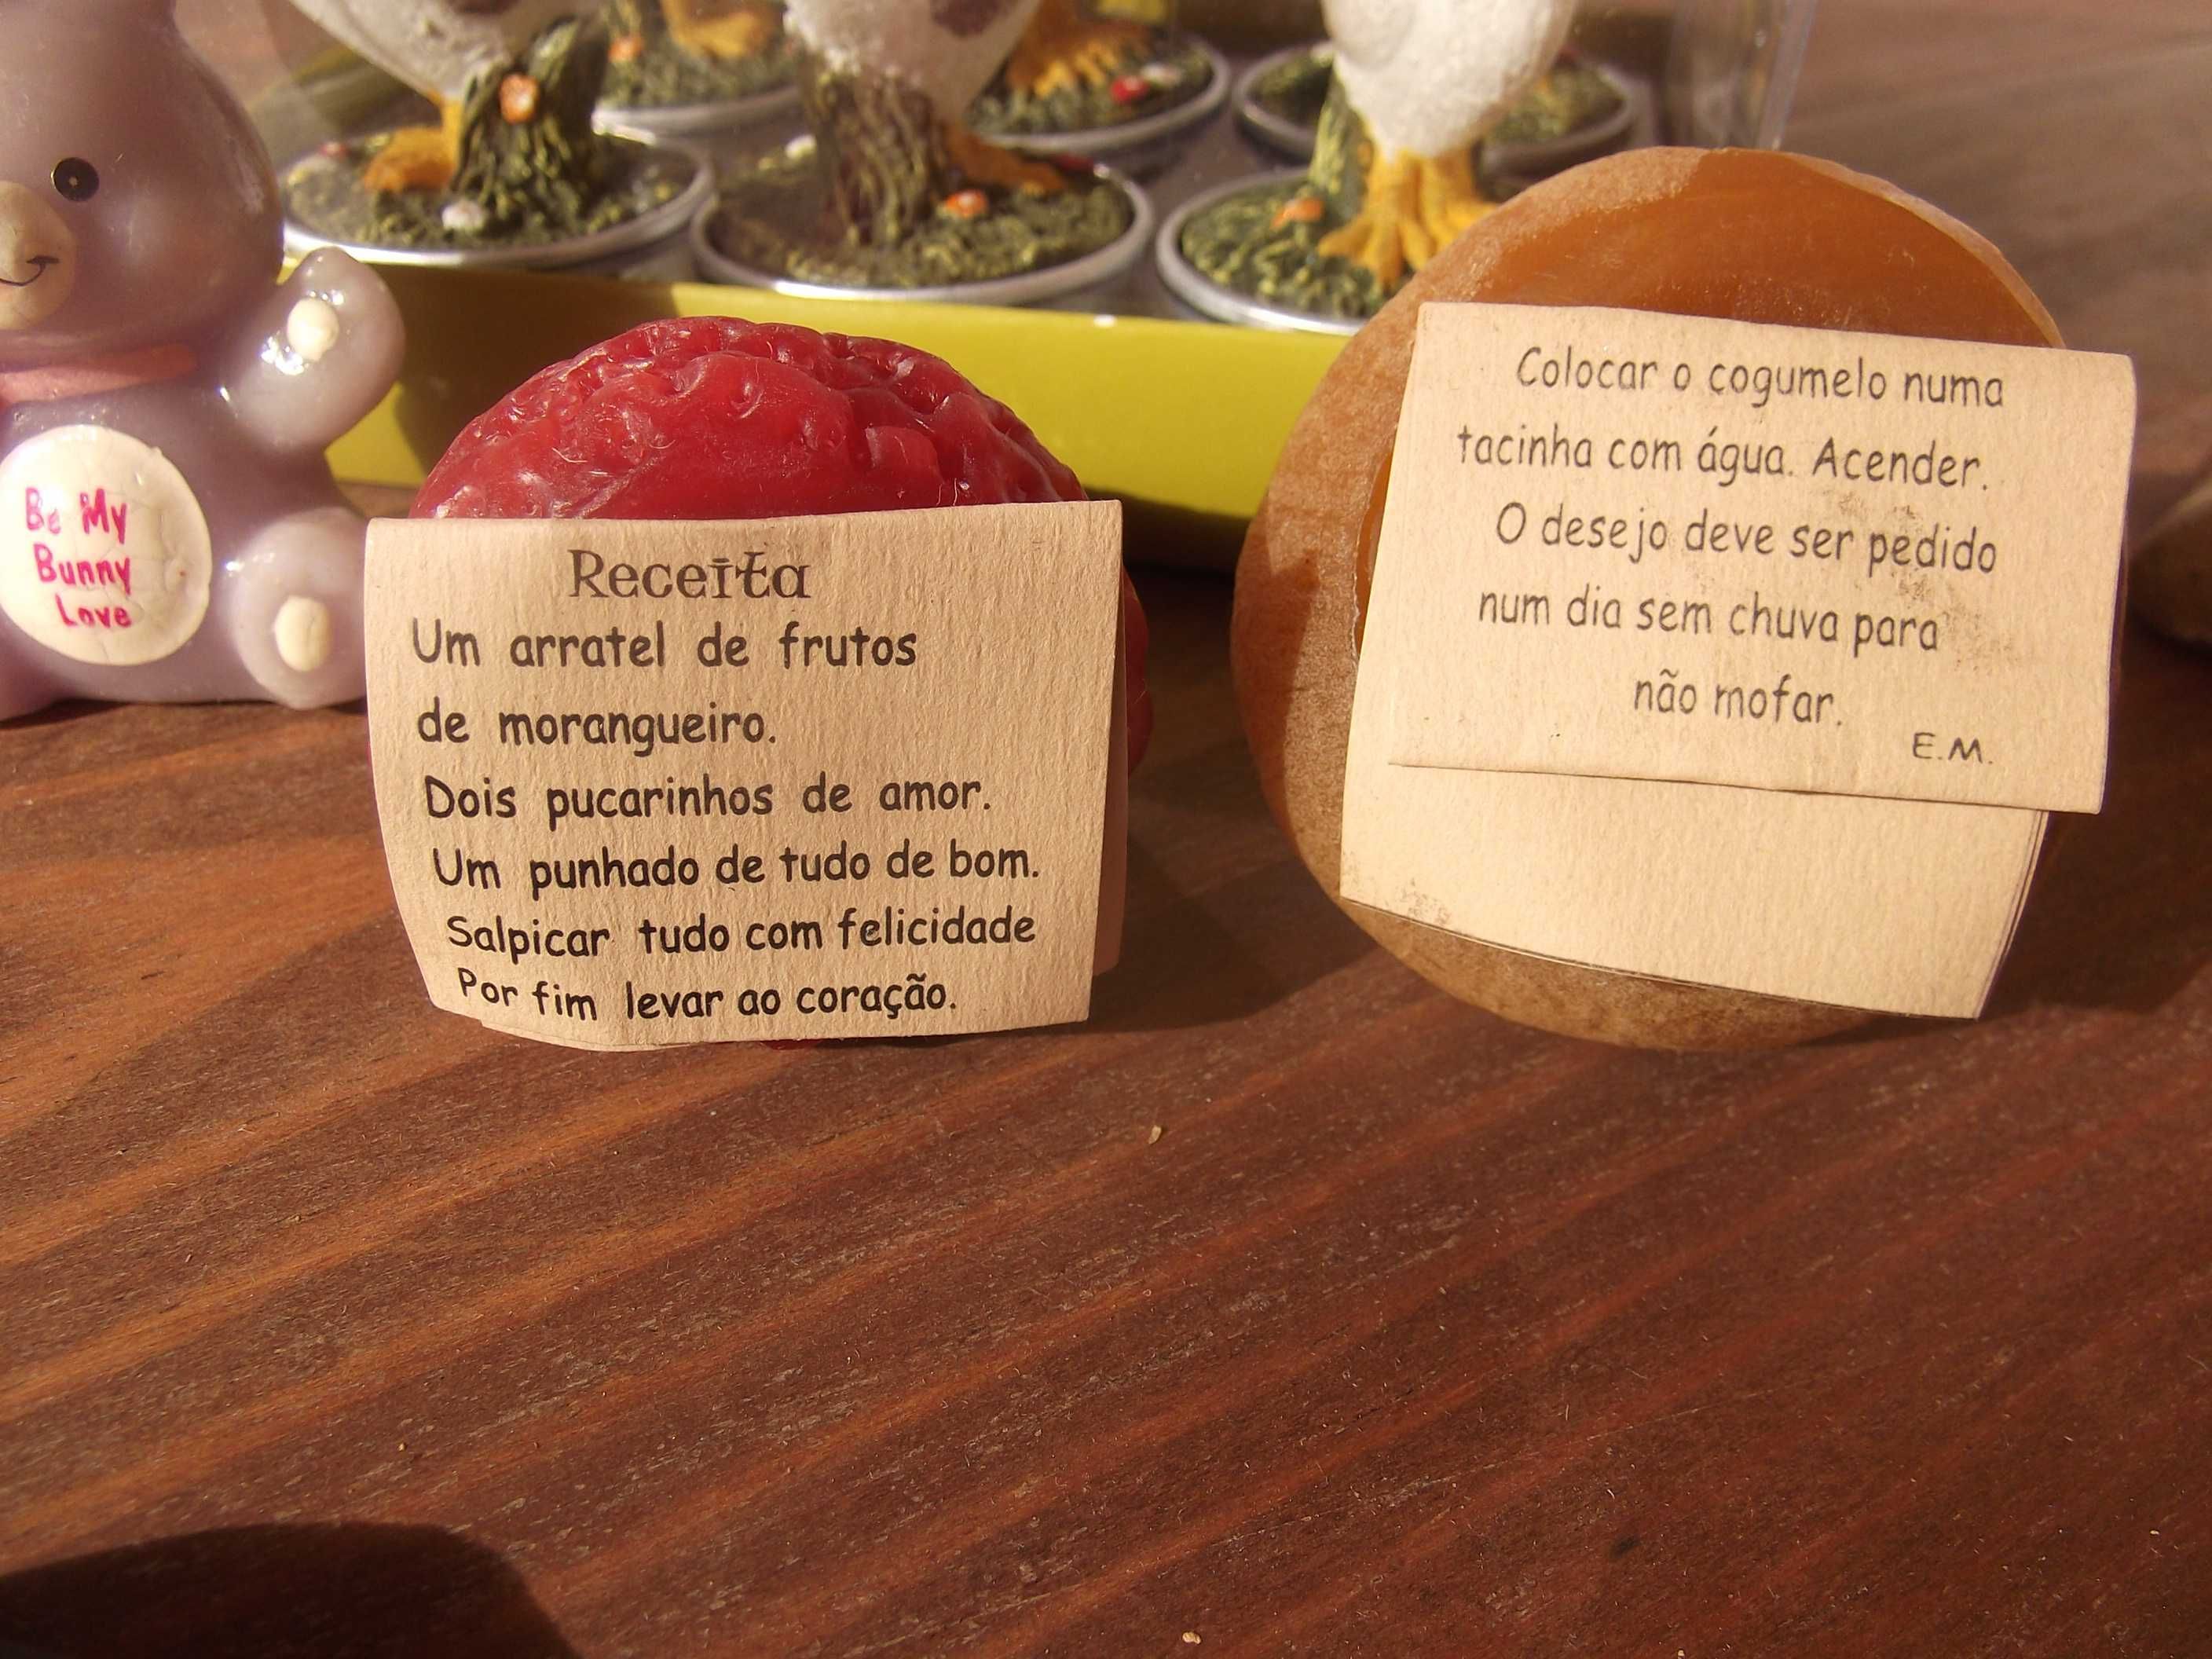 Be My
Bunny
Love
Receita
Um arratel de frutos
de morangueiro.
Dois pucarinhos de amor.
Um punhado de tudo de bom.
Salpicar tudo com felicidade
Por fim levar ao coração.
Colocar o cogumelo numa
tacinha com água. Acender.
O desejo deve ser pedido
num dia sem chuva para
não mofar.
E.M.